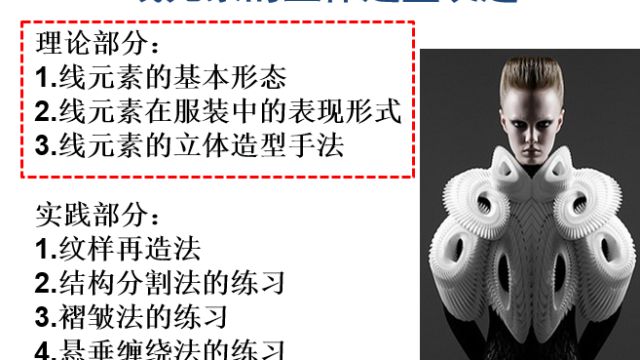 理论部分：
1.线元素的基本形态
2.线元素在服装中的表现形式
3.线元素的立体造型手法
实践部分：
1.纹样再造法
2.结构分割法的练习
3.褶皱法的练习
4.悬垂缠绕法的练习